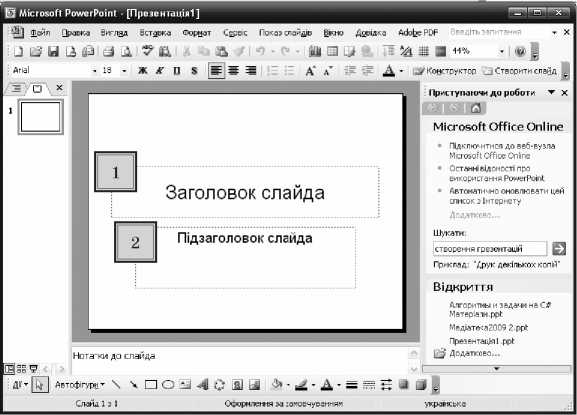 Microsoft PowerPoint - [Презентація1]
Файл Правка Вигляд Вставка Формат Сервіс Показ слайдів Вікно Довідка Adobe PDF Введіть запитання
44%
Arial 18 Ж К П S Конструктор Створити слайд
Приступаючи до роботи
1
Microsoft Office Online
Підключитися до веб-вузла
Microsoft Office Online
Останні відомості про
використання PowerPoint
Автоматично оновлювати цей
список з Інтернету
Додатково...
1
Заголовок слайда
2
Підзаголовок слайда
Шукати:
створення презентацій
Приклад: "Друк декількох копій"
Відкриття
Алгоритмы и задачи на C#
Матеріали.ppt
Медіатека2009 2.ppt
Презентація1.ppt
Додатково...
Нотатки до слайда
Дії Автофігури
Слайд 1 з 1 Оформлення за замовчуванням українська